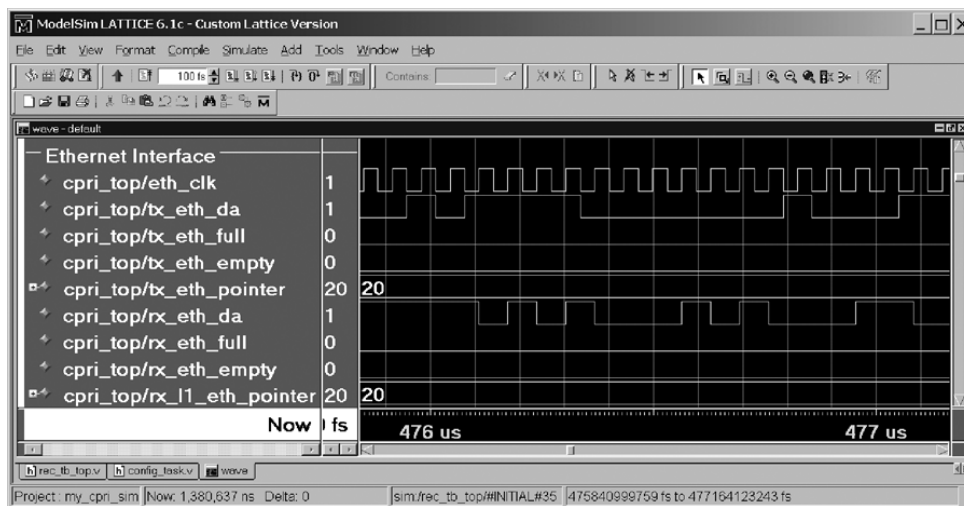 ModelSim LATTICE 6.1c - Custom Lattice Version
File Edit View Format Compile Simulate Add Tools Window Help
100 fs Contains:
wave - default
Ethernet Interface
cpri_top/eth_clk 1
cpri_top/tx_eth_da 1
cpri_top/tx_eth_full 0
cpri_top/tx_eth_empty 0
cpri_top/tx_eth_pointer 20 20
cpri_top/rx_eth_da 1
cpri_top/rx_eth_full 0
cpri_top/rx_eth_empty 0
cpri_top/rx_l1_eth_pointer 20 20
Now fs 476 us 477 us
rec_tb_top.v config_task.v wave
Project : my_cpri_sim Now: 1,380,637 ns Delta: 0 sim:/rec_tb_top/#INITIAL#35 475840999759 fs to 477164123243 fs